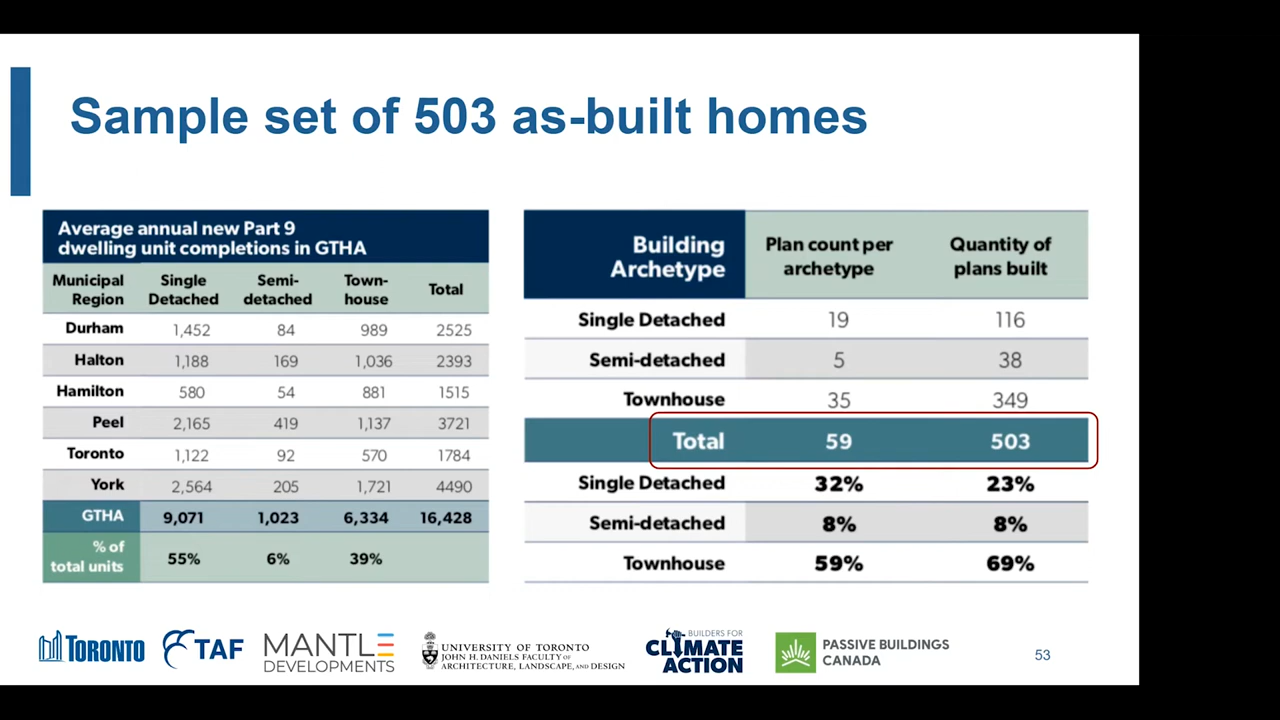 Sample set of 503 as-built homes
Average annual new Part 9
dwelling unit completions in GTHA
Municipal Region Single Detached Semi-detached Town-house Total
Durham 1,452 84 989 2525
Halton 1,188 169 1,036 2393
Hamilton 580 54 881 1515
Peel 2,165 419 1,137 3721
Toronto 1,122 92 570 1784
York 2,564 205 1,721 4490
GTHA 9,071 1,023 6,334 16,428
% of total units 55% 6% 39%
Building Archetype Plan count per archetype Quantity of plans built
Single Detached 19 116
Semi-detached 5 38
Townhouse 35 349
Total 59 503
Single Detached 32% 23%
Semi-detached 8% 8%
Townhouse 59% 69%
TORONTO
TAF
MANTLE
DEVELOPMENTS
UNIVERSITY OF TORONTO
JOHN H. DANIELS FACULTY OF
ARCHITECTURE, LANDSCAPE, AND DESIGN
BUILDERS FOR
CLIMATE
ACTION
PASSIVE BUILDINGS
CANADA
53